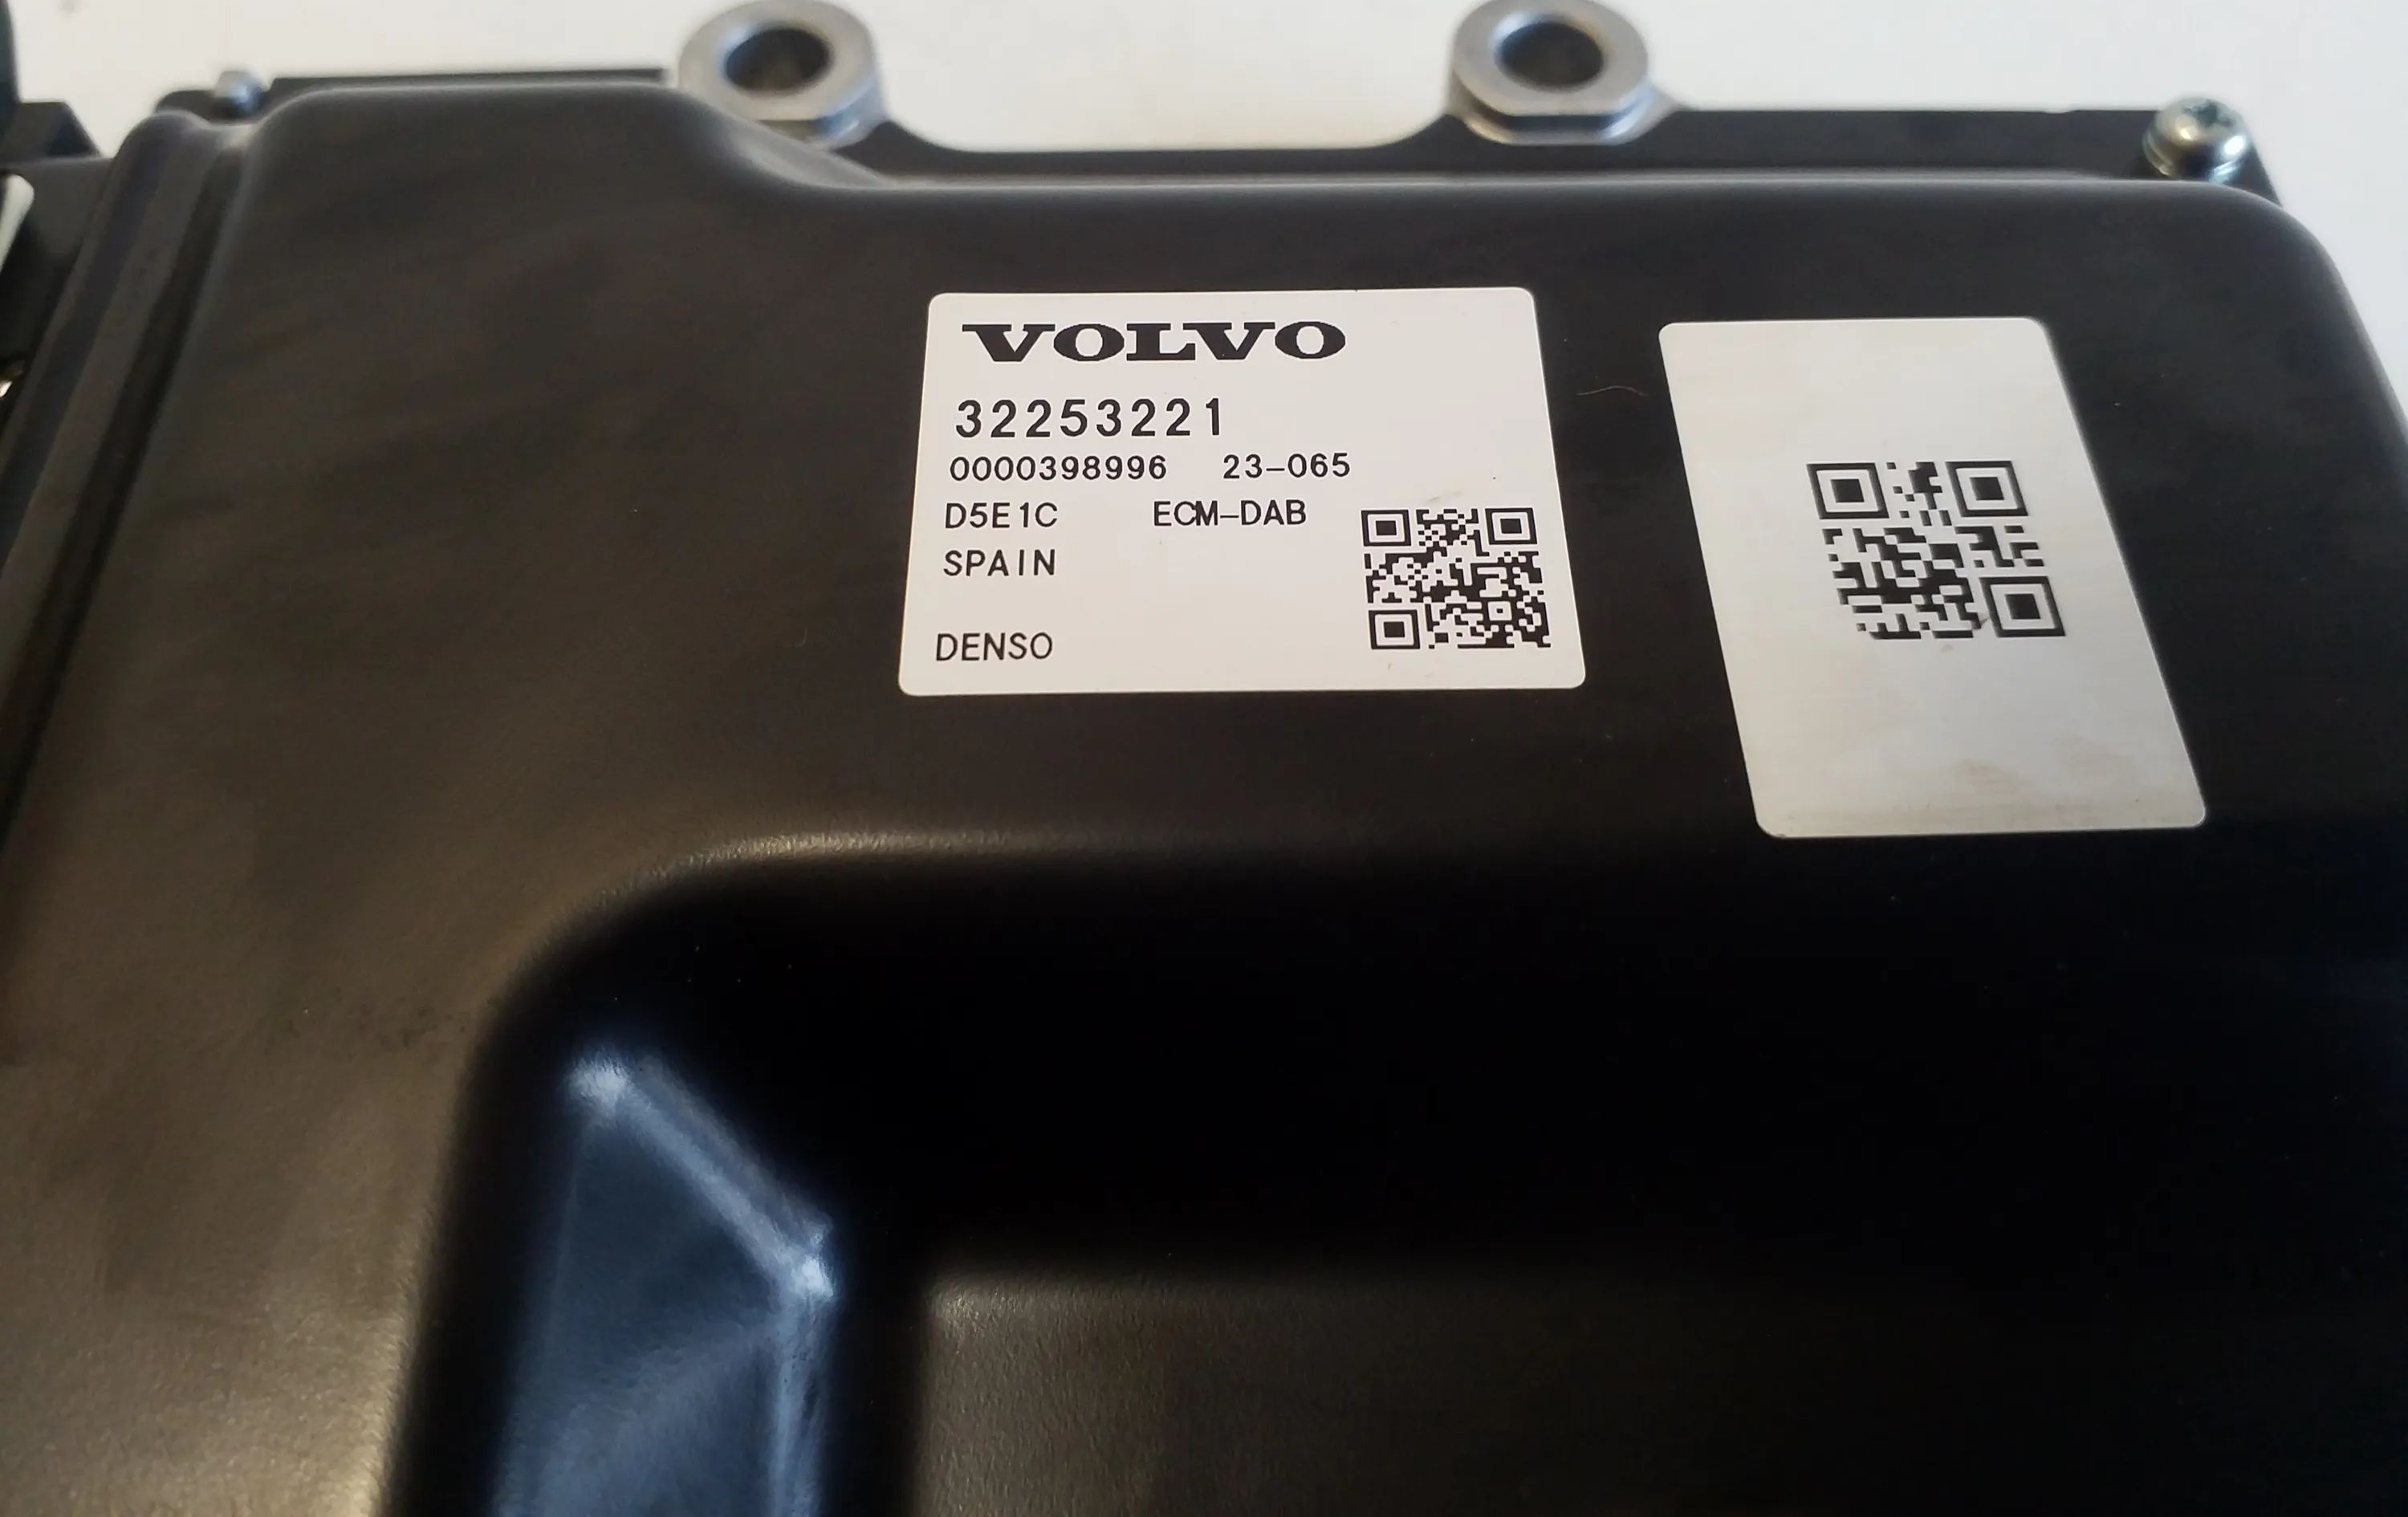 VOLVO
32253221
0000398996 23-065
D5E1C ECM-DAB
SPAIN
DENSO